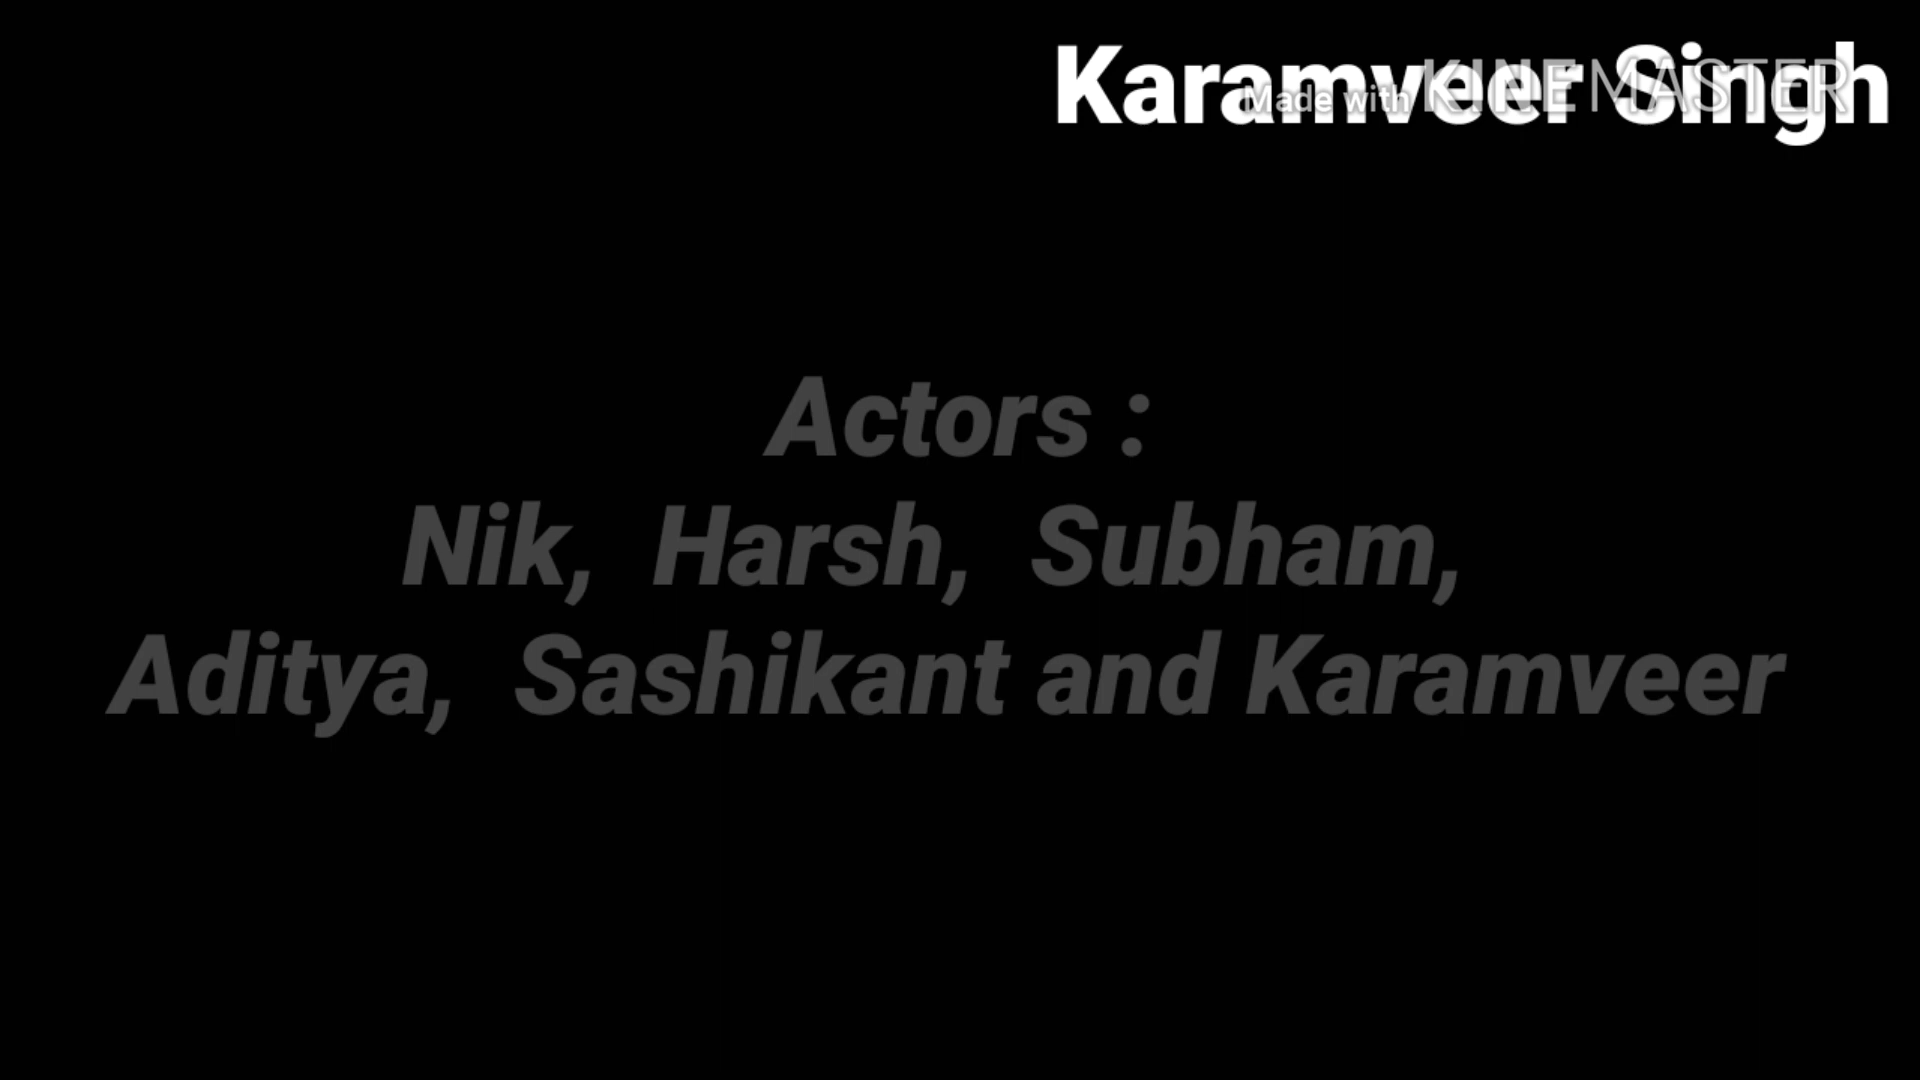 Karamveer Singh
Made with KINEMASTER
Actors :
Nik, Harsh, Subham,
Aditya, Sashikant and Karamveer